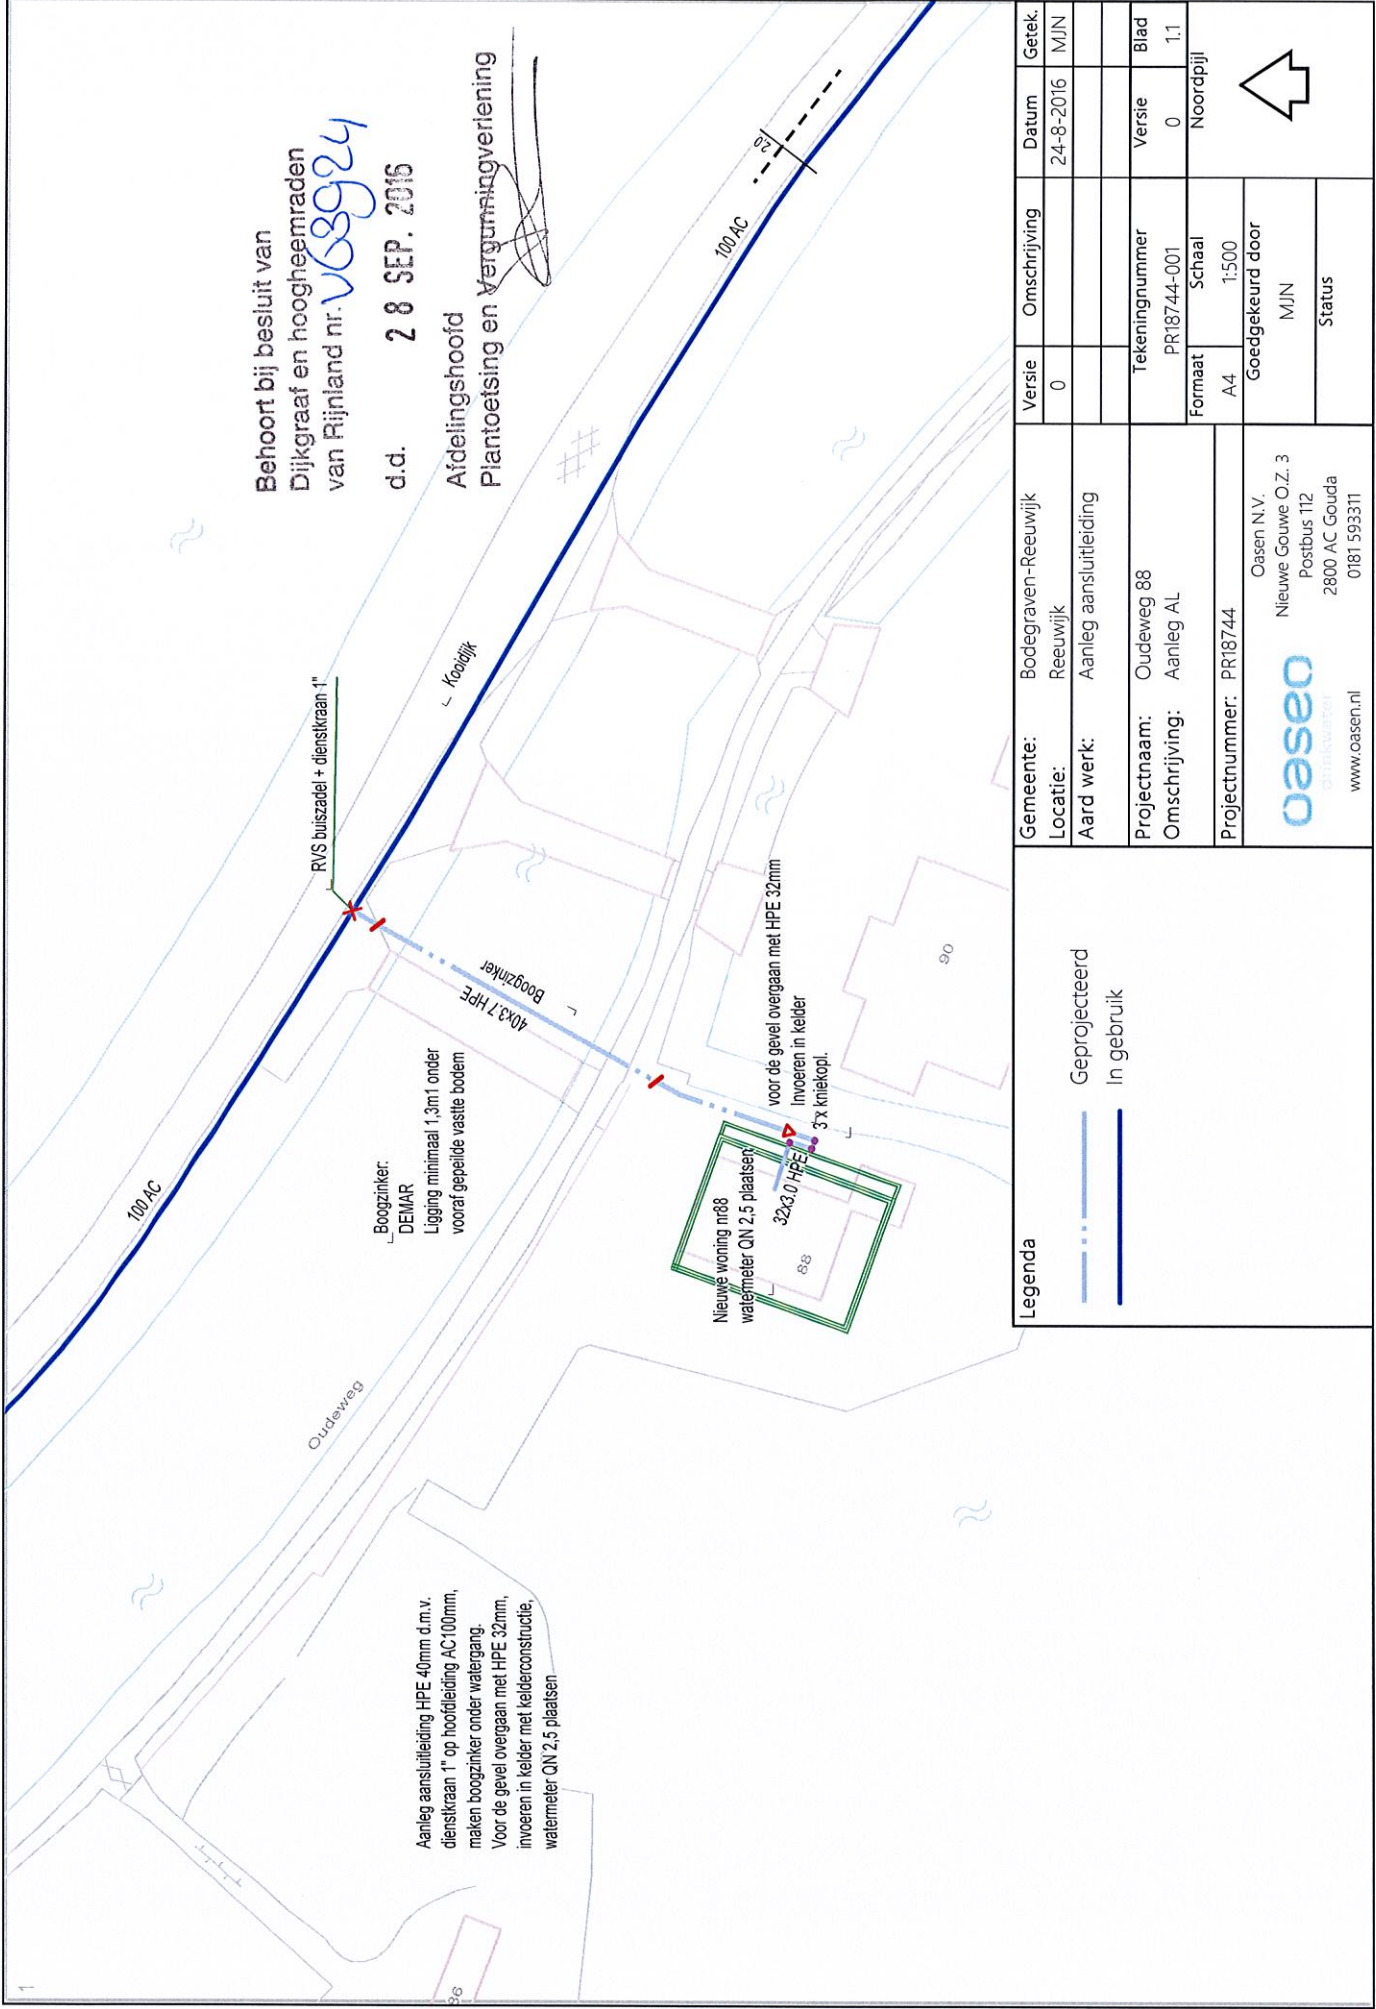 1
Behoort bij besluit van
Dijkgraaf en hoogheemraden
van Rijnland nr. V68924
d.d. 28 SEP. 2016
Afdelingshoofd
Plantoetsing en Vergunningverlening
RVS buiszadel + dienstkraan 1"
100 AC
100 AC
2.0
Kooidijk
Oudeweg
Boogzinker
40x3.7 HPE
Boogzinker:
DEMAR
Ligging minimaal 1,3m1 onder
vooraf gepeilde vastte bodem
voor de gevel overgaan met HPE 32mm
Invoeren in kelder
3 x kniekopl.
32x3.0 HPE
Nieuwe woning nr88
watermeter QN 2,5 plaatsen
88
90
86
Aanleg aansluitleiding HPE 40mm d.m.v.
dienstkraan 1" op hoofdleiding AC100mm,
maken boogzinker onder watergang.
Voor de gevel overgaan met HPE 32mm,
invoeren in kelder met kelderconstructie,
watermeter QN 2,5 plaatsen
Legenda
Geprojecteerd
In gebruik
Gemeente: Bodegraven-Reeuwijk
Locatie: Reeuwijk
Aard werk: Aanleg aansluitleiding
Projectnaam: Oudeweg 88
Omschrijving: Aanleg AL
Projectnummer: PR18744
oasen
drinkwater
www.oasen.nl
Oasen N.V.
Nieuwe Gouwe O.Z. 3
Postbus 112
2800 AC Gouda
0181 593311
Versie Omschrijving Datum Getek.
0 24-8-2016 MJN
Tekeningnummer Versie Blad
PR18744-001 0 1.1
Formaat Schaal Noordpijl
A4 1:500
Goedgekeurd door
MJN
Status